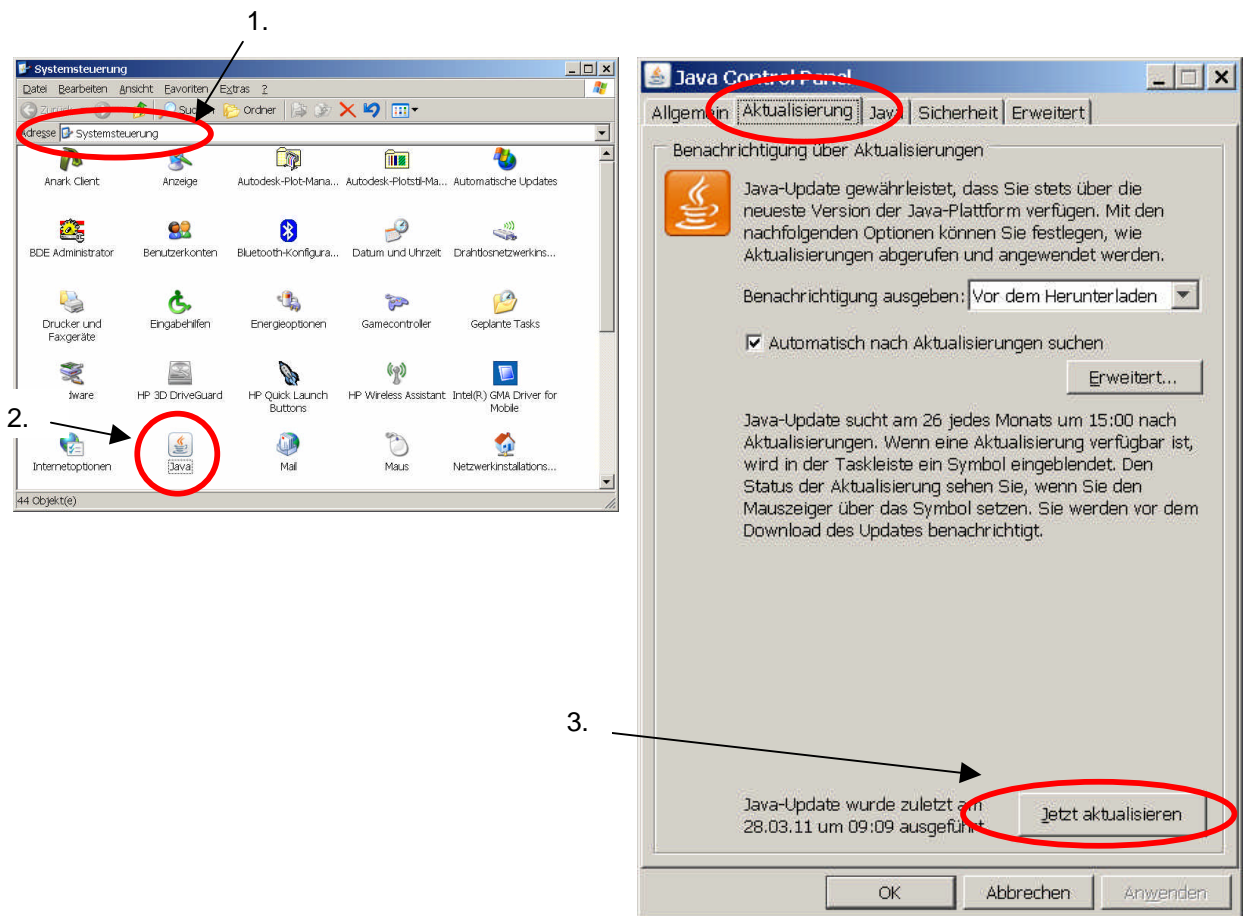 1.
Systemsteuerung
Datei Bearbeiten Ansicht Favoriten Extras ?
Ordner
Adresse Systemsteuerung
Anark Client Anzeige Autodesk-Plot-Mana... Autodesk-Plotstil-Ma... Automatische Updates
BDE Administrator Benutzerkonten Bluetooth-Konfigura... Datum und Uhrzeit Drahtlosnetzwerkins...
Drucker und Faxgeräte Eingabehilfen Energieoptionen Gamecontroller Geplante Tasks
HP 3D DriveGuard HP Quick Launch Buttons HP Wireless Assistant Intel(R) GMA Driver for Mobile
2.
Internetoptionen Java Mail Maus Netzwerkinstallations...
44 Objekt(e)
Java Control Panel
Allgemein Aktualisierung Java Sicherheit Erweitert
Benachrichtigung über Aktualisierungen
Java-Update gewährleistet, dass Sie stets über die
neueste Version der Java-Plattform verfügen. Mit den
nachfolgenden Optionen können Sie festlegen, wie
Aktualisierungen abgerufen und angewendet werden.
Benachrichtigung ausgeben: Vor dem Herunterladen
Automatisch nach Aktualisierungen suchen
Erweitert...
Java-Update sucht am 26 jedes Monats um 15:00 nach
Aktualisierungen. Wenn eine Aktualisierung verfügbar ist,
wird in der Taskleiste ein Symbol eingeblendet. Den
Status der Aktualisierung sehen Sie, wenn Sie den
Mauszeiger über das Symbol setzen. Sie werden vor dem
Download des Updates benachrichtigt.
3.
Java-Update wurde zuletzt am
28.03.11 um 09:09 ausgeführt
Jetzt aktualisieren
OK Abbrechen Anwenden